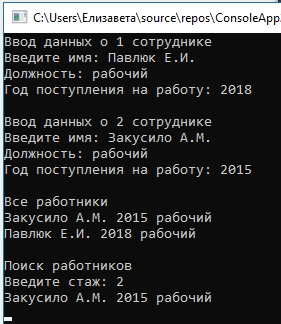 C:\Users\Елизавета\source\repos\ConsoleApp
Ввод данных о 1 сотруднике
Введите имя: Павлюк Е.И.
Должность: рабочий
Год поступления на работу: 2018
Ввод данных о 2 сотруднике
Введите имя: Закусило А.М.
Должность: рабочий
Год поступления на работу: 2015
Все работники
Закусило А.М. 2015 рабочий
Павлюк Е.И. 2018 рабочий
Поиск работников
Введите стаж: 2
Закусило А.М. 2015 рабочий